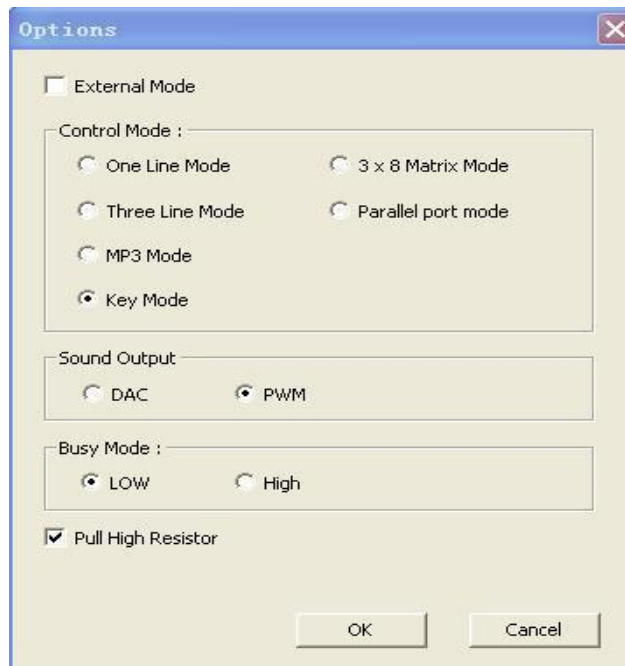 Options
External Mode
Control Mode :
One Line Mode
3 x 8 Matrix Mode
Three Line Mode
Parallel port mode
MP3 Mode
Key Mode
Sound Output
DAC
PWM
Busy Mode :
LOW
High
Pull High Resistor
OK
Cancel